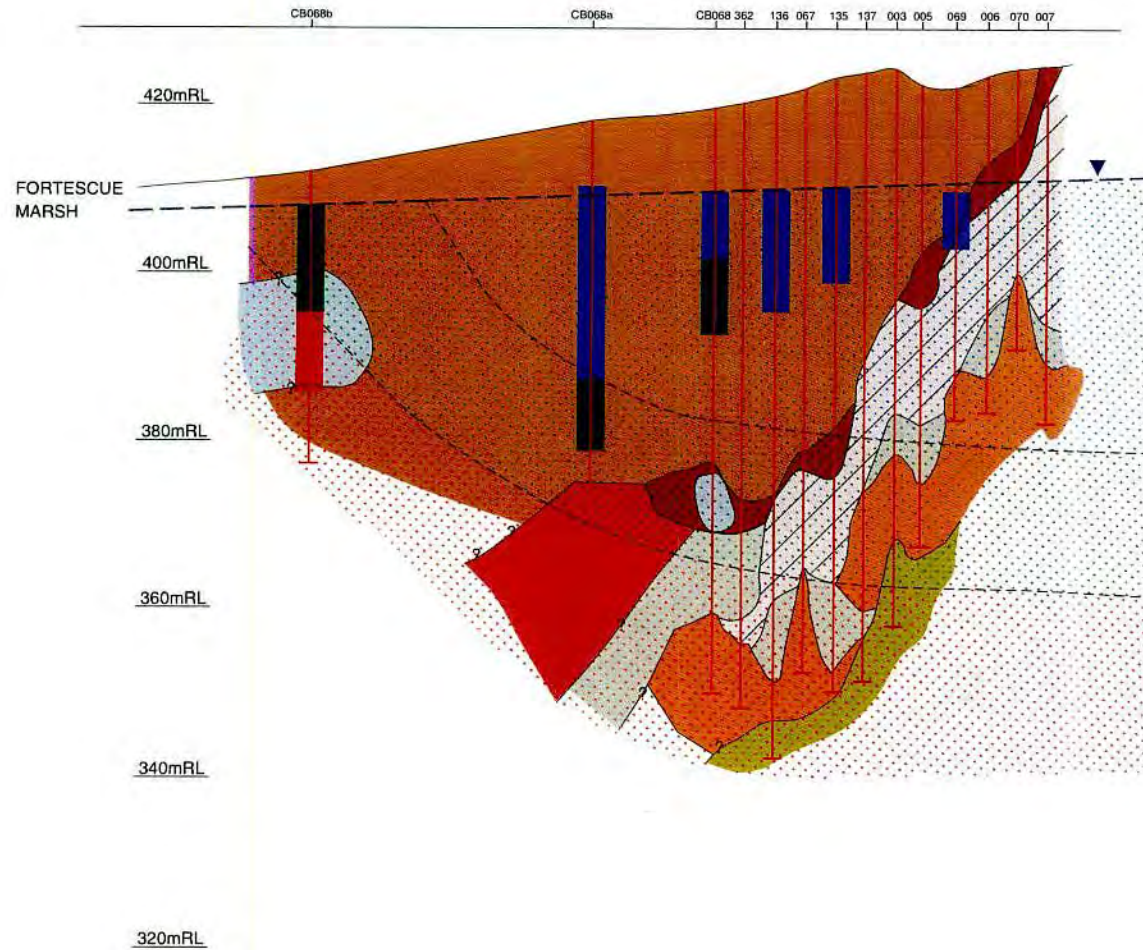 CB068b CB068a CB068 362 136 067 135 137 003 005 069 006 070 007
420mRL
FORTESCUE
MARSH
400mRL
?
?
380mRL
?
?
?
360mRL
?
?
340mRL
320mRL